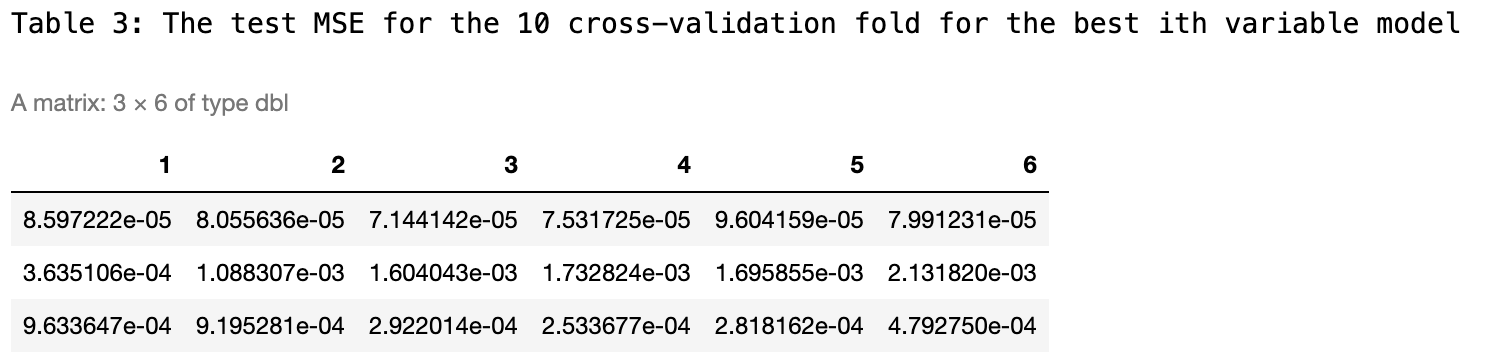 Table 3: The test MSE for the 10 cross-validation fold for the best ith variable model
A matrix: 3 × 6 of type dbl
1 2 3 4 5 6
8.597222e-05 8.055636e-05 7.144142e-05 7.531725e-05 9.604159e-05 7.991231e-05
3.635106e-04 1.088307e-03 1.604043e-03 1.732824e-03 1.695855e-03 2.131820e-03
9.633647e-04 9.195281e-04 2.922014e-04 2.533677e-04 2.818162e-04 4.792750e-04